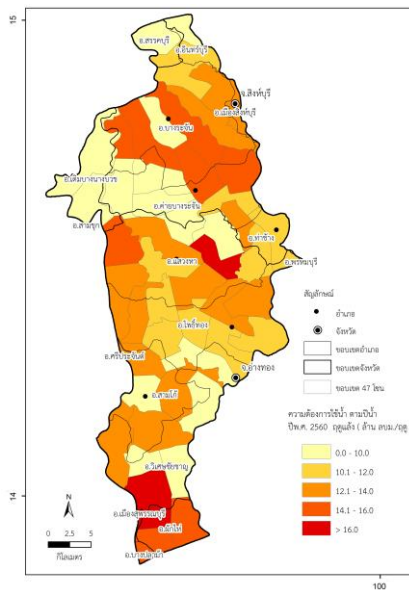 15
อ.สรรคบุรี
อ.อินทร์บุรี
จ.สิงห์บุรี
อ.เมืองสิงห์บุรี
อ.บางระจัน
อ.เดิมบางนางบวช
อ.ค่ายบางระจัน
อ.สามชุก
อ.ท่าช้าง
อ.แสวงหา
อ.พรหมบุรี
สัญลักษณ์
อำเภอ
จังหวัด
ขอบเขตอำเภอ
ขอบเขตจังหวัด
ขอบเขต 47 โซน
อ.โพธิ์ทอง
อ.ศรีประจันต์
จ.อ่างทอง
อ.สามโก้
ความต้องการใช้น้ำ ตามปีน้ำ
ปีพ.ศ. 2560 ฤดูแล้ง ( ล้าน ลบม./ฤดู
0.0 - 10.0
10.1 - 12.0
12.1 - 14.0
14.1 - 16.0
> 16.0
อ.วิเศษชัยชาญ
14
N
อ.เมืองสุพรรณบุรี
อ.ผักไห่
0 2.5 5
กิโลเมตร
อ.บางปลาม้า
100